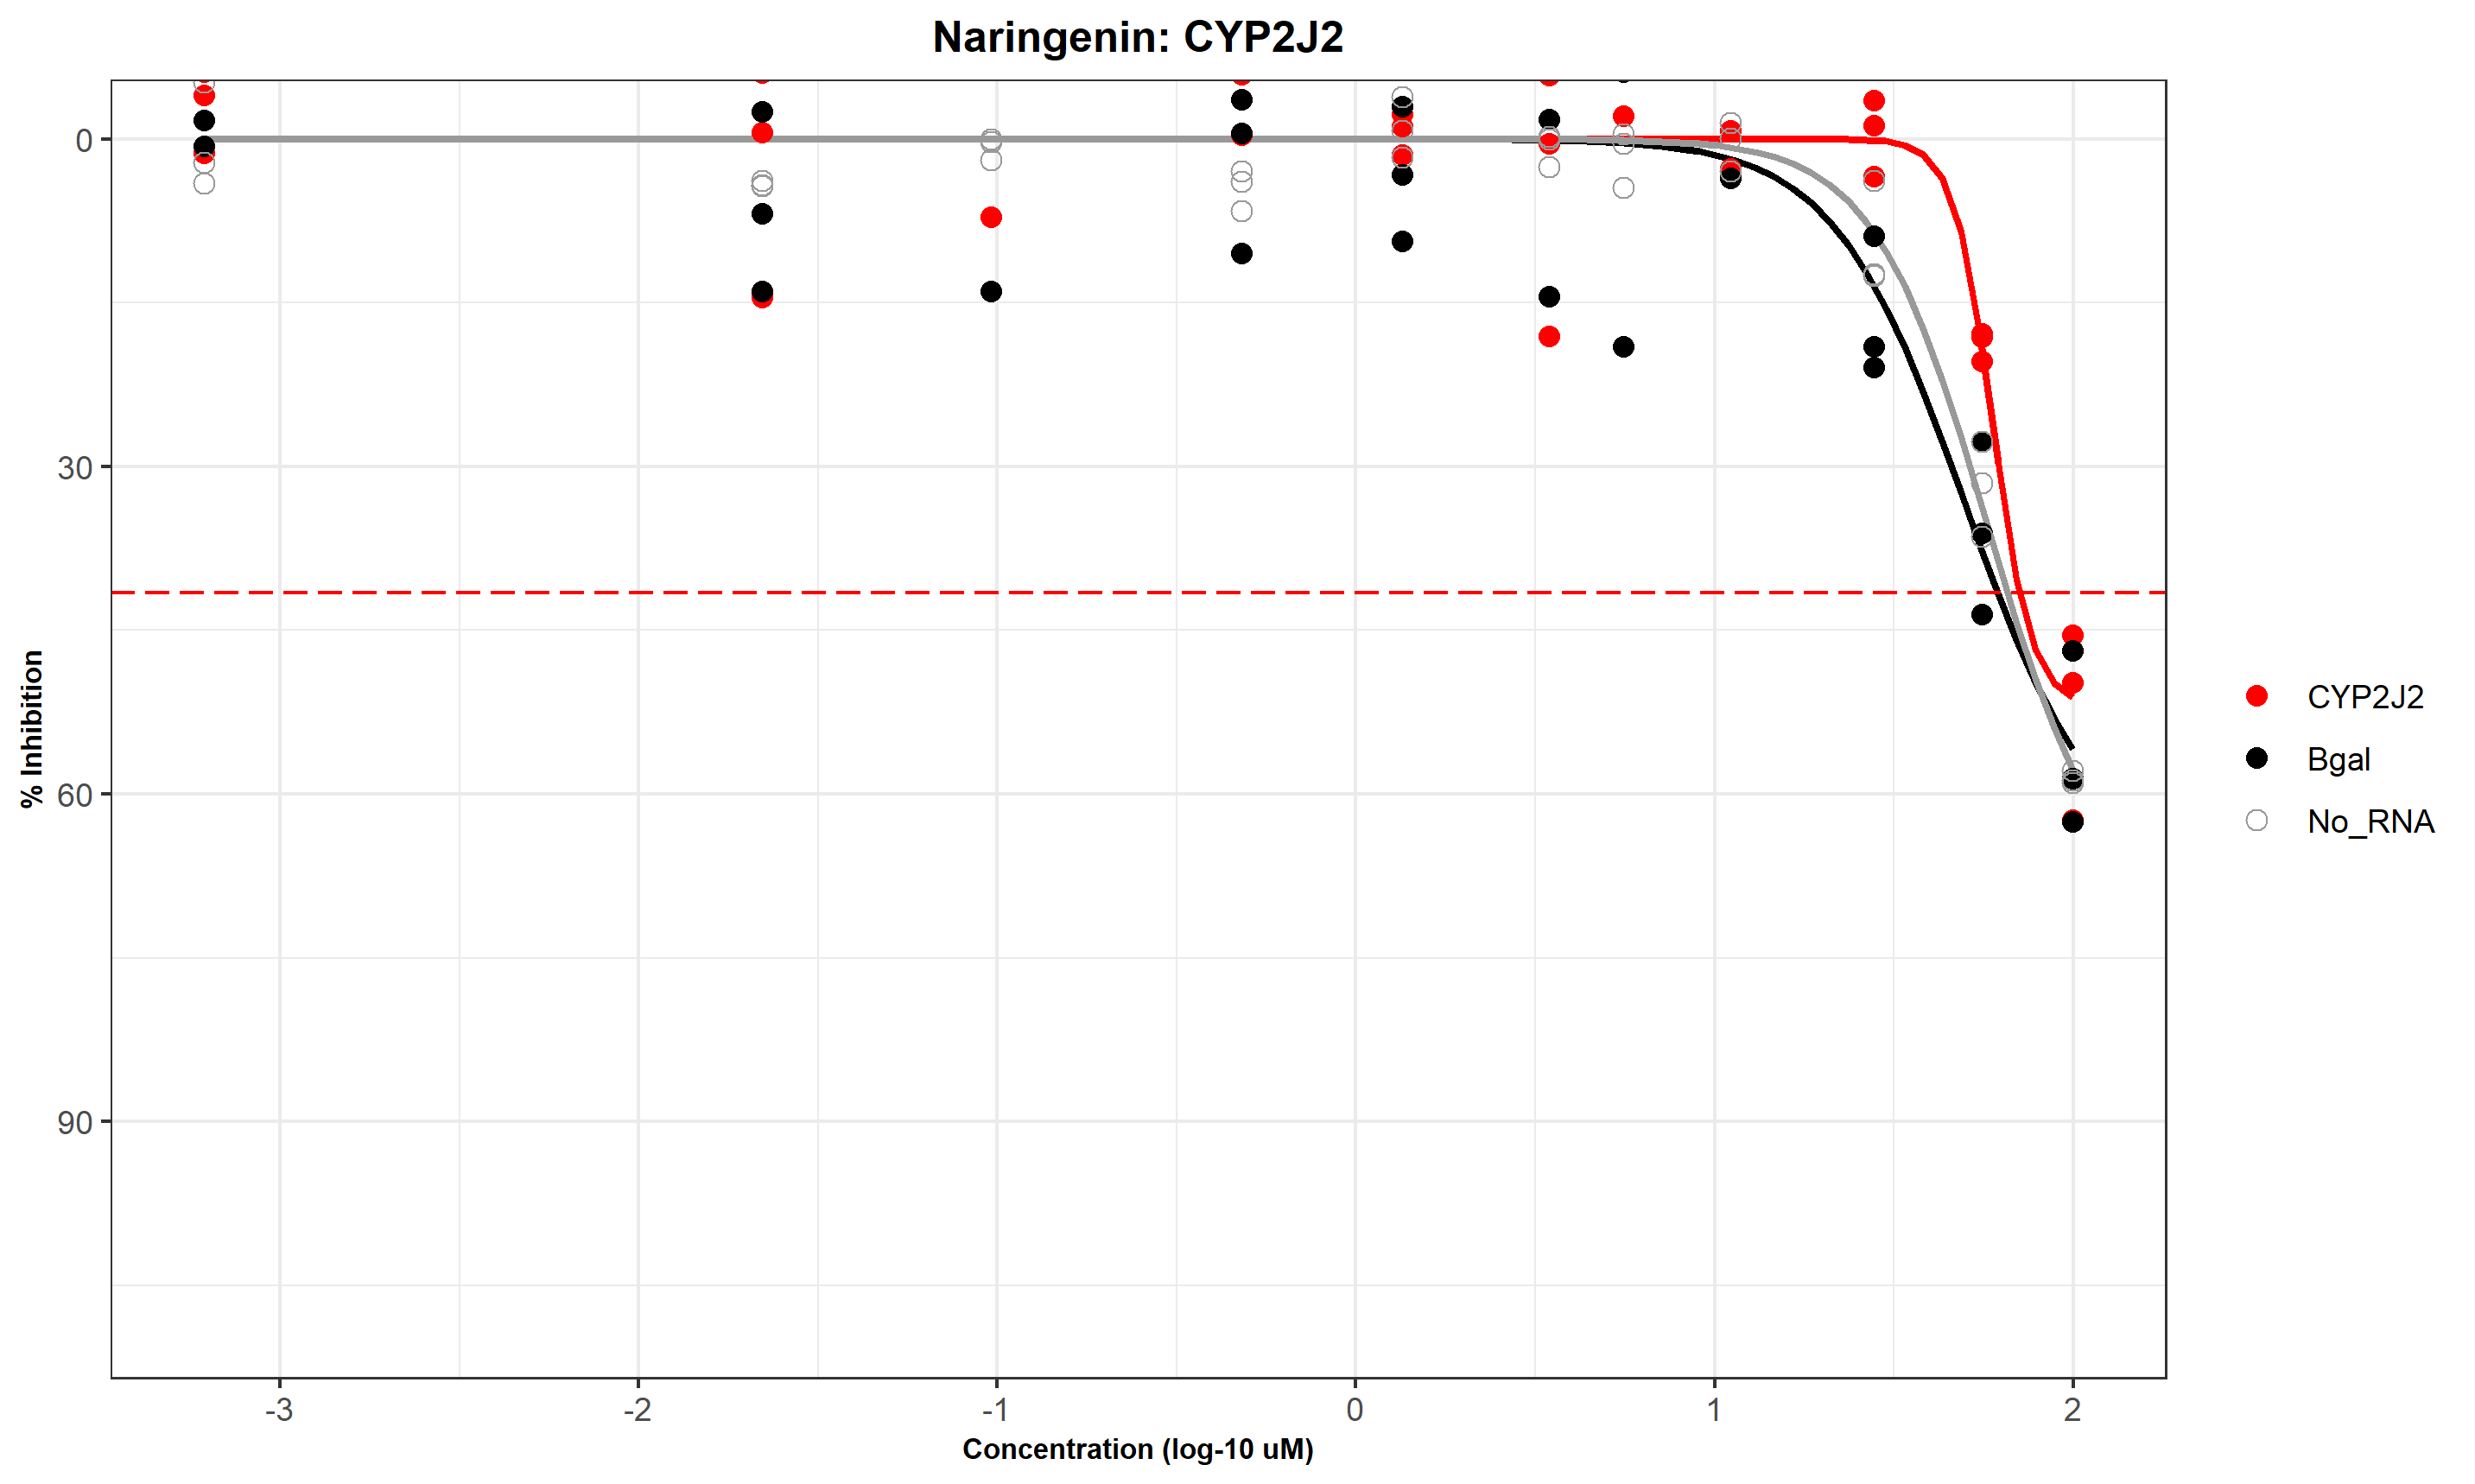 Naringenin: CYP2J2
0
30
60
90
% Inhibition
-3
-2
-1
0
1
2
Concentration (log-10 uM)
CYP2J2
Bgal
No_RNA